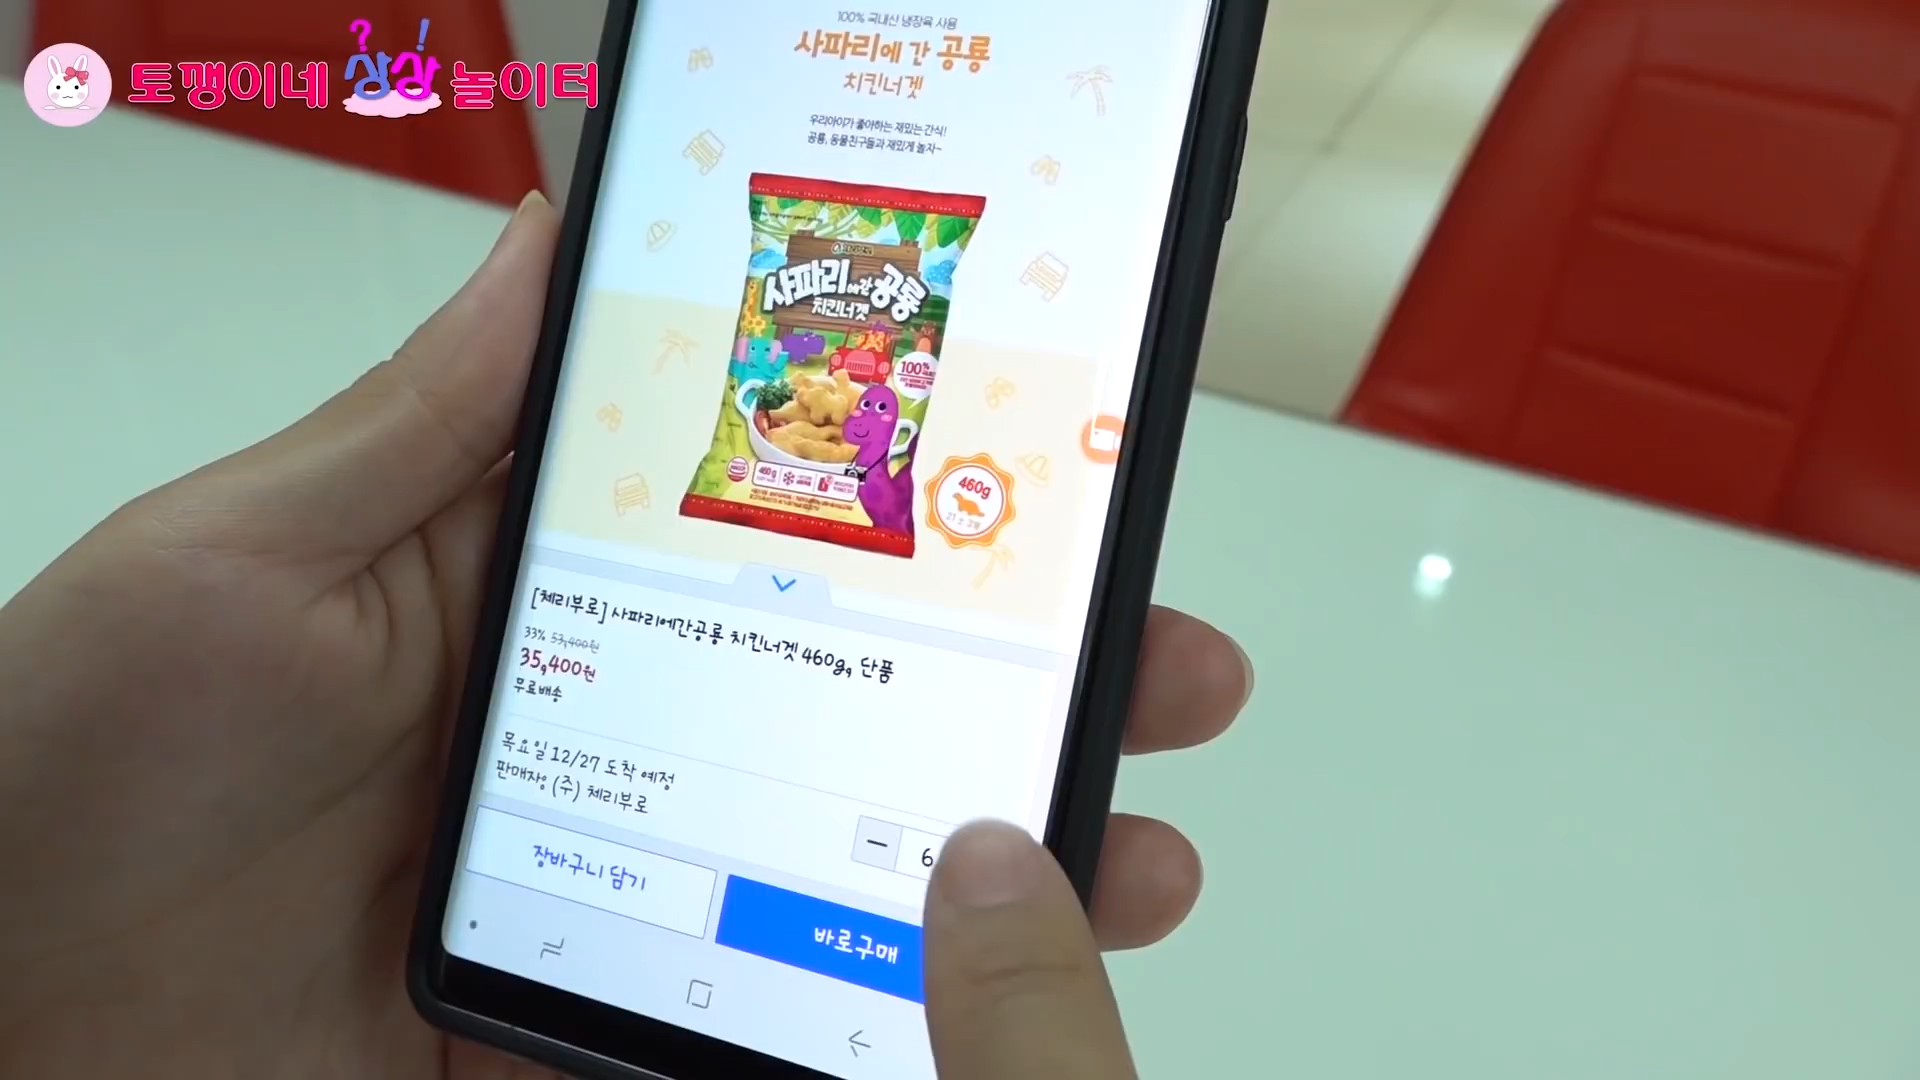 토깽이네 상상 놀이터
?
!
100% 국내산 냉장육 사용
사파리에 간 공룡
치킨너겟
우리아이가 좋아하는 재밌는 간식!
공룡, 동물친구들과 재밌게 놀자~
사파리에간 공룡
치킨너겟
100%
460g
460g
[체리부로] 사파리에간공룡 치킨너겟 460g, 단품
33% 53,400원
35,400원
무료배송
목요일 12/27 도착 예정
판매자: (주) 체리부로
6
장바구니 담기
바로구매